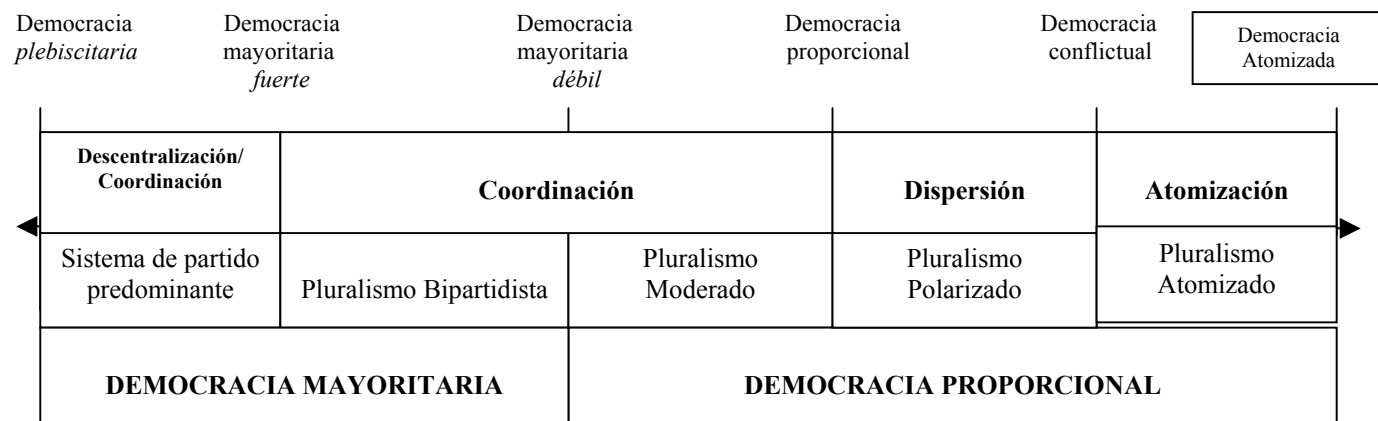 Democracia
plebiscitaria
Democracia
mayoritaria
fuerte
Democracia
mayoritaria
débil
Democracia
proporcional
Democracia
conflictual
Democracia
Atomizada
Descentralización/
Coordinación
Coordinación
Dispersión
Atomización
Sistema de partido
predominante
Pluralismo Bipartidista
Pluralismo
Moderado
Pluralismo
Polarizado
Pluralismo
Atomizado
DEMOCRACIA MAYORITARIA
DEMOCRACIA PROPORCIONAL